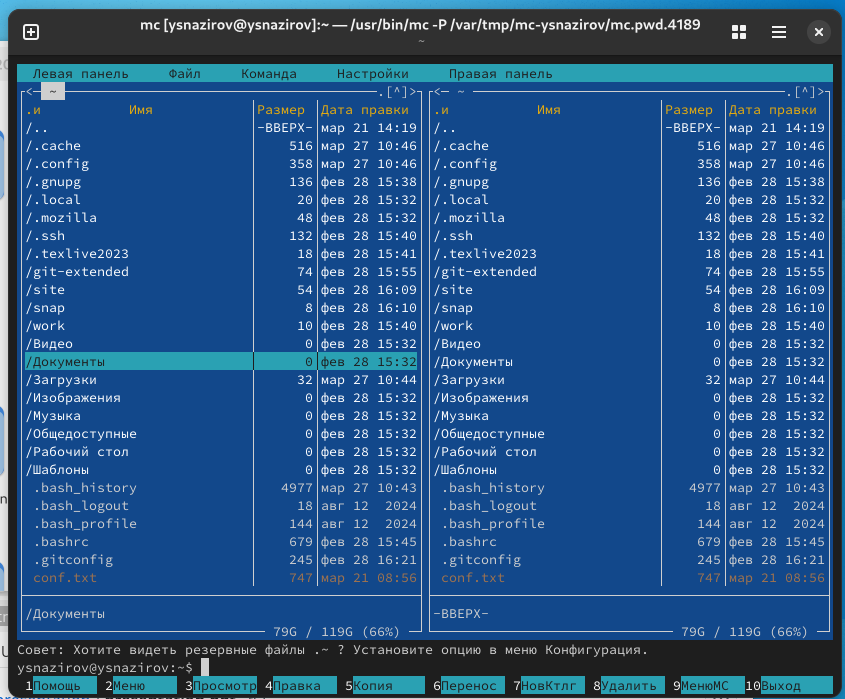 mc [ysnazirov@ysnazirov]:~ — /usr/bin/mc -P /var/tmp/mc-ysnazirov/mc.pwd.4189
~
Левая панель Файл Команда Настройки Правая панель
<─ ~ .[^]> <─ ~ .[^]>
.и Имя Размер Дата правки .и Имя Размер Дата правки
/.. -ВВЕРХ- мар 21 14:19 /.. -ВВЕРХ- мар 21 14:19
/.cache 516 мар 27 10:46 /.cache 516 мар 27 10:46
/.config 358 мар 27 10:46 /.config 358 мар 27 10:46
/.gnupg 136 фев 28 15:38 /.gnupg 136 фев 28 15:38
/.local 20 фев 28 15:32 /.local 20 фев 28 15:32
/.mozilla 48 фев 28 15:32 /.mozilla 48 фев 28 15:32
/.ssh 132 фев 28 15:40 /.ssh 132 фев 28 15:40
/.texlive2023 18 фев 28 15:41 /.texlive2023 18 фев 28 15:41
/git-extended 74 фев 28 15:55 /git-extended 74 фев 28 15:55
/site 54 фев 28 16:09 /site 54 фев 28 16:09
/snap 8 фев 28 16:10 /snap 8 фев 28 16:10
/work 10 фев 28 15:40 /work 10 фев 28 15:40
/Видео 0 фев 28 15:32 /Видео 0 фев 28 15:32
/Документы 0 фев 28 15:32 /Документы 0 фев 28 15:32
/Загрузки 32 мар 27 10:44 /Загрузки 32 мар 27 10:44
/Изображения 0 фев 28 15:32 /Изображения 0 фев 28 15:32
/Музыка 0 фев 28 15:32 /Музыка 0 фев 28 15:32
/Общедоступные 0 фев 28 15:32 /Общедоступные 0 фев 28 15:32
/Рабочий стол 0 фев 28 15:32 /Рабочий стол 0 фев 28 15:32
/Шаблоны 0 фев 28 15:32 /Шаблоны 0 фев 28 15:32
.bash_history 4977 мар 27 10:43 .bash_history 4977 мар 27 10:43
.bash_logout 18 авг 12 2024 .bash_logout 18 авг 12 2024
.bash_profile 144 авг 12 2024 .bash_profile 144 авг 12 2024
.bashrc 679 фев 28 15:45 .bashrc 679 фев 28 15:45
.gitconfig 245 фев 28 16:21 .gitconfig 245 фев 28 16:21
conf.txt 747 мар 21 08:56 conf.txt 747 мар 21 08:56
/Документы -ВВЕРХ-
79G / 119G (66%) 79G / 119G (66%)
Совет: Хотите видеть резервные файлы .~ ? Установите опцию в меню Конфигурация.
ysnazirov@ysnazirov:~$
1Помощь 2Меню 3Просмотр 4Правка 5Копия 6Перенос 7НовКтлг 8Удалить 9МенюMC 10Выход